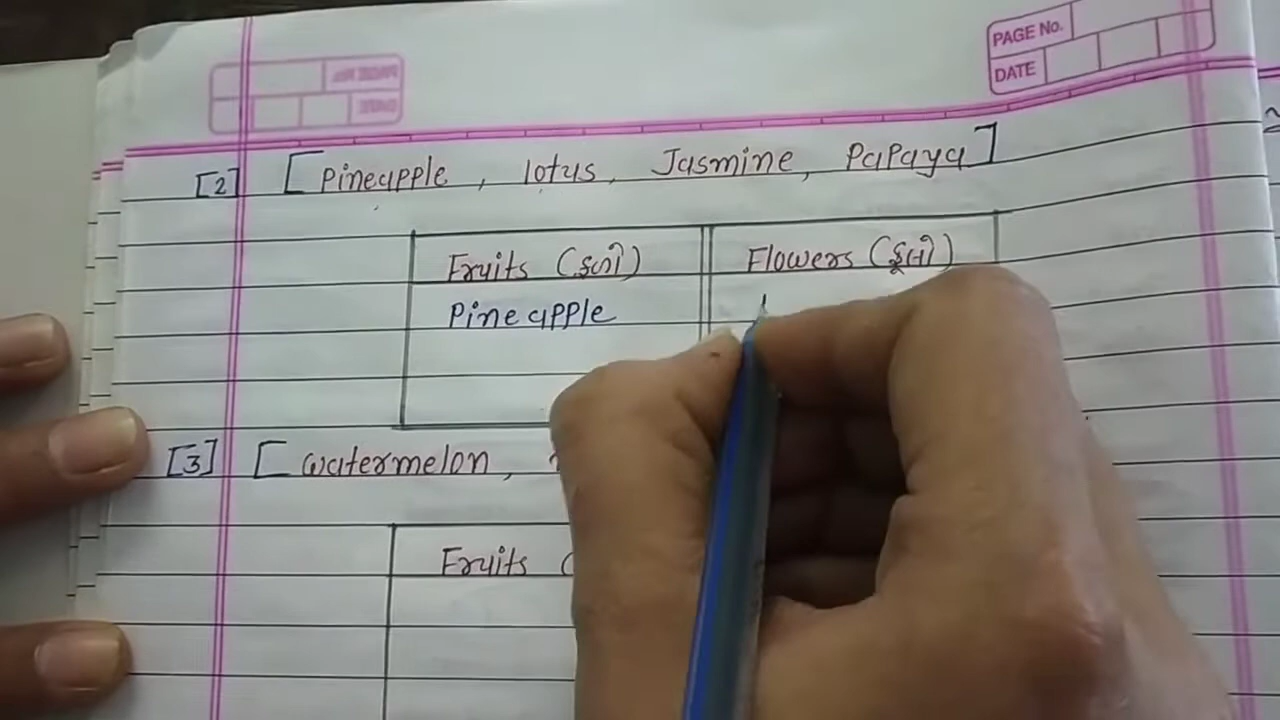 PAGE No.
DATE
[2] [Pineapple, lotus, Jasmine, Papaya]
Fruits (ફળો) Flowers (ફૂલો)
Pineapple
[3] [watermelon,
Fruits (